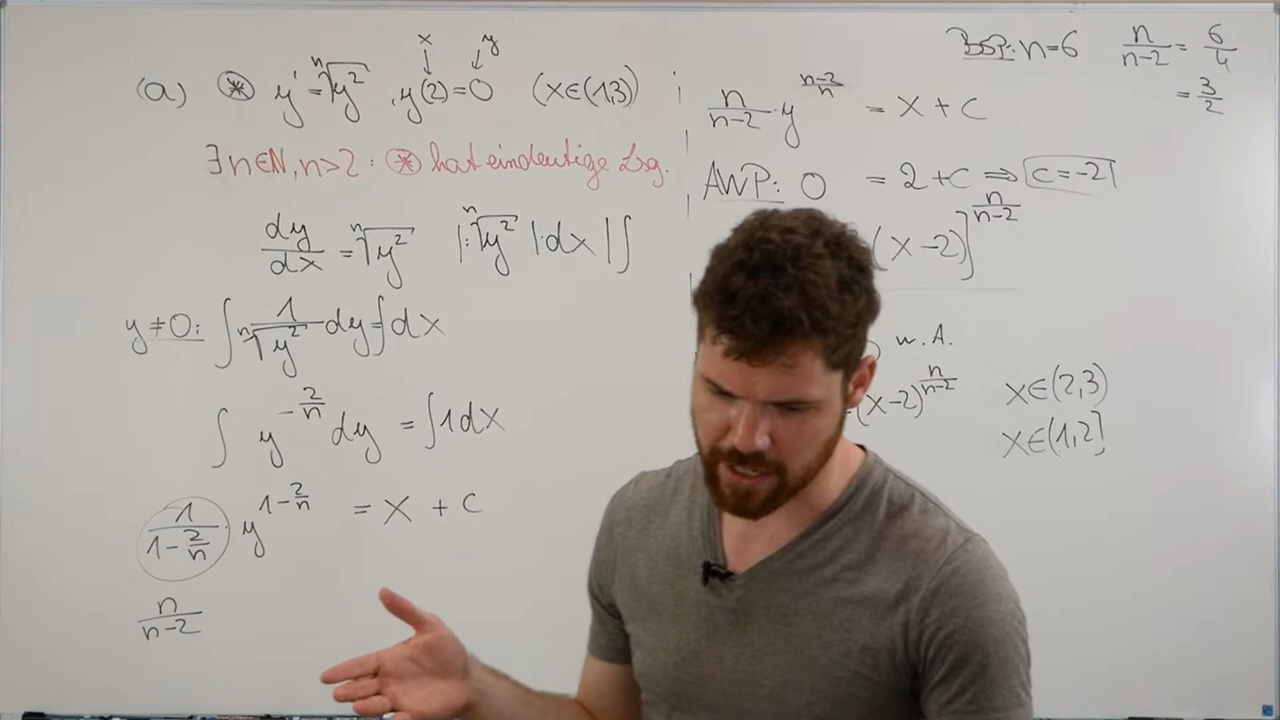 (a) ⊛ y' = ⁿ√y² , y(2)=0 (x∈(1,3))
x ↓ y ↓
∃n∈ℕ, n>2 : ⊛ hat eindeutige Lsg.
dy/dx = ⁿ√y² |:ⁿ√y² |·dx |∫
y≠0: ∫ 1/ⁿ√y² dy = ∫dx
∫ y^(-2/n) dy = ∫1dx
1/(1-2/n) · y^(1-2/n) = x + c
n/(n-2)
n/(n-2) · y^((n-2)/n) = x + c
AWP: 0 = 2+c ⇒ c=-2
(x-2)]^(n/(n-2))
w.A.
(x-2)^(n/(n-2)) x∈(2,3)
x∈(1,2]
BSP: n=6 n/(n-2) = 6/4
= 3/2